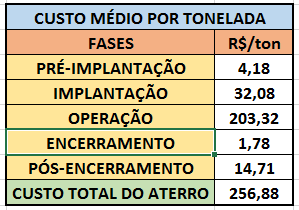 CUSTO MÉDIO POR TONELADA
FASES R$/ton
PRÉ-IMPLANTAÇÃO 4,18
IMPLANTAÇÃO 32,08
OPERAÇÃO 203,32
ENCERRAMENTO 1,78
PÓS-ENCERRAMENTO 14,71
CUSTO TOTAL DO ATERRO 256,88